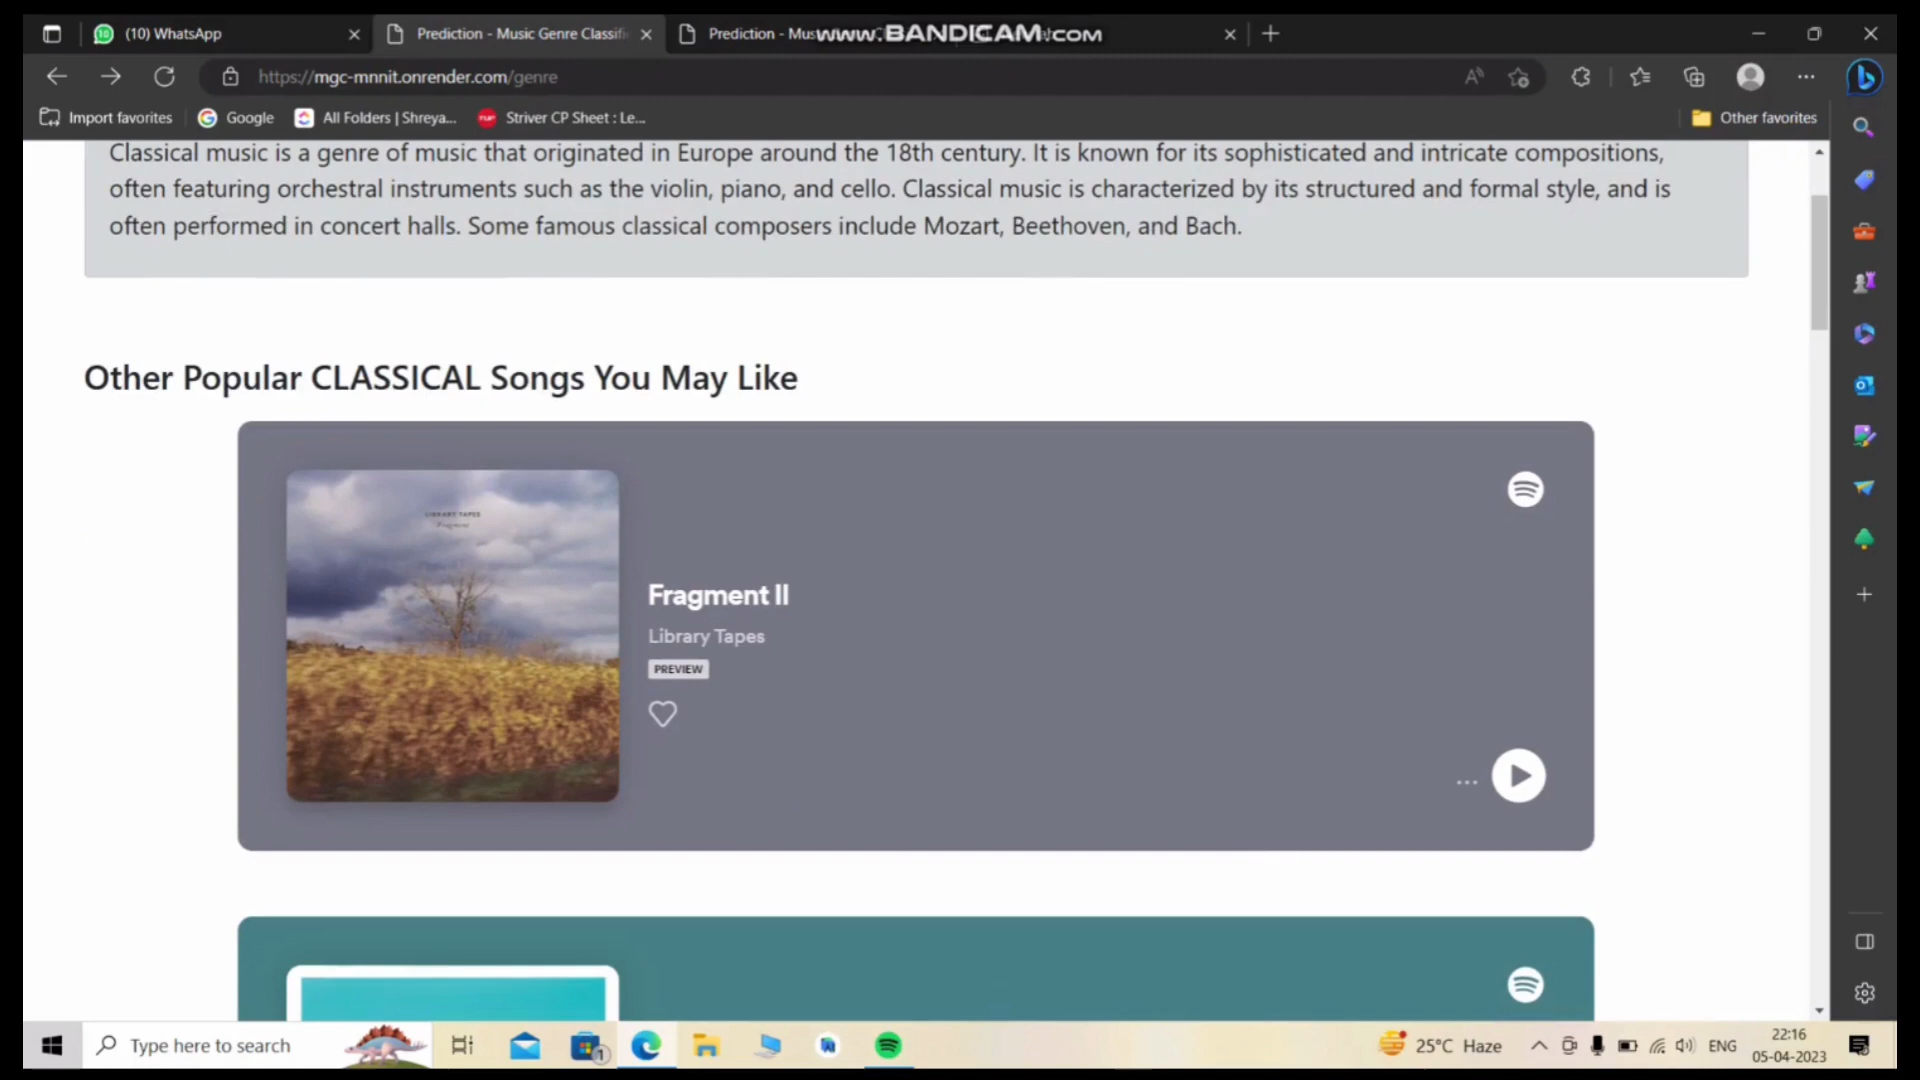 (10) WhatsApp
Prediction - Music Genre Classifi
Prediction - Mus
www.BANDICAM.com
https://mgc-mnnit.onrender.com/genre
Import favorites
Google
All Folders | Shreya...
Striver CP Sheet : Le...
Other favorites
Classical music is a genre of music that originated in Europe around the 18th century. It is known for its sophisticated and intricate compositions,
often featuring orchestral instruments such as the violin, piano, and cello. Classical music is characterized by its structured and formal style, and is
often performed in concert halls. Some famous classical composers include Mozart, Beethoven, and Bach.
Other Popular CLASSICAL Songs You May Like
LIBRARY TAPES
Fragment
Fragment II
Library Tapes
PREVIEW
Type here to search
1
25°C Haze
ENG
22:16
05-04-2023